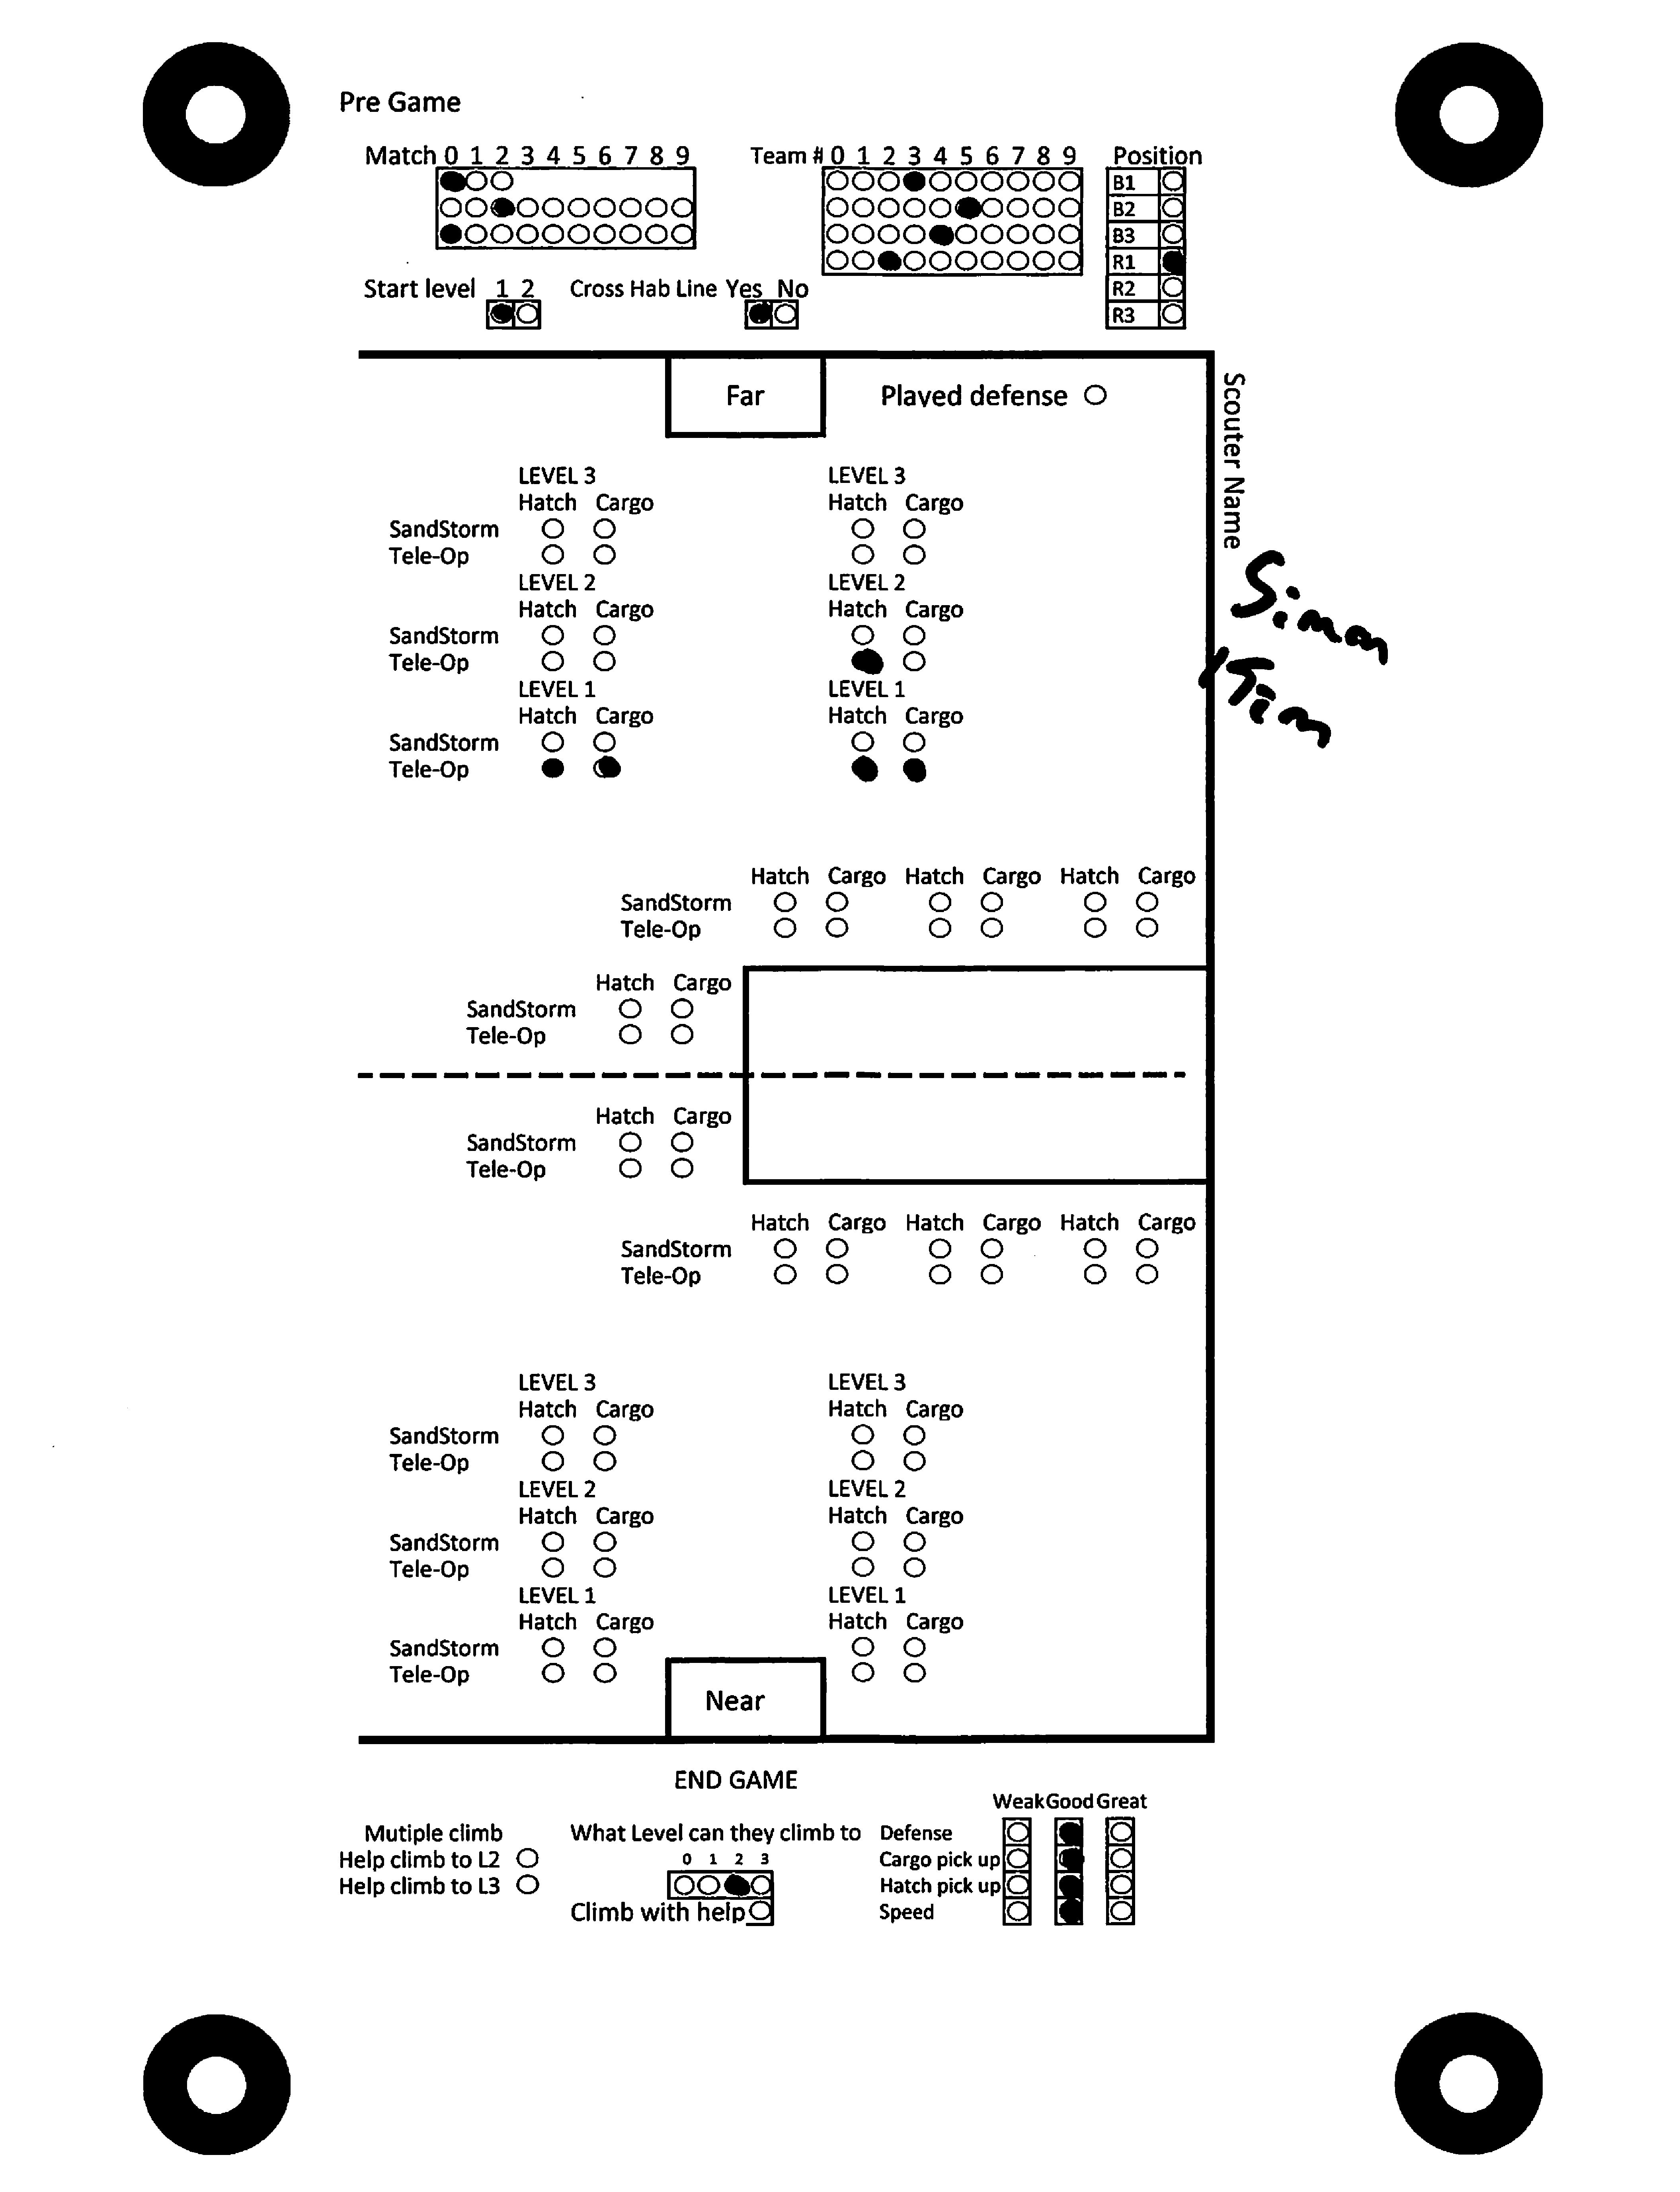 Pre Game
Match 0 1 2 3 4 5 6 7 8 9
Team # 0 1 2 3 4 5 6 7 8 9
Position
B1
B2
B3
R1
R2
R3
Start level 1 2
Cross Hab Line Yes No
Far
Played defense
Scouter Name
Simon
/Tim
LEVEL 3 LEVEL 3
Hatch Cargo Hatch Cargo
SandStorm
Tele-Op
LEVEL 2 LEVEL 2
Hatch Cargo Hatch Cargo
SandStorm
Tele-Op
LEVEL 1 LEVEL 1
Hatch Cargo Hatch Cargo
SandStorm
Tele-Op
Hatch Cargo Hatch Cargo Hatch Cargo
SandStorm
Tele-Op
Hatch Cargo
SandStorm
Tele-Op
Hatch Cargo
SandStorm
Tele-Op
Hatch Cargo Hatch Cargo Hatch Cargo
SandStorm
Tele-Op
LEVEL 3 LEVEL 3
Hatch Cargo Hatch Cargo
SandStorm
Tele-Op
LEVEL 2 LEVEL 2
Hatch Cargo Hatch Cargo
SandStorm
Tele-Op
LEVEL 1 LEVEL 1
Hatch Cargo Hatch Cargo
SandStorm
Tele-Op
Near
END GAME
Mutiple climb
Help climb to L2
Help climb to L3
What Level can they climb to
0 1 2 3
Climb with help
Weak Good Great
Defense
Cargo pick up
Hatch pick up
Speed